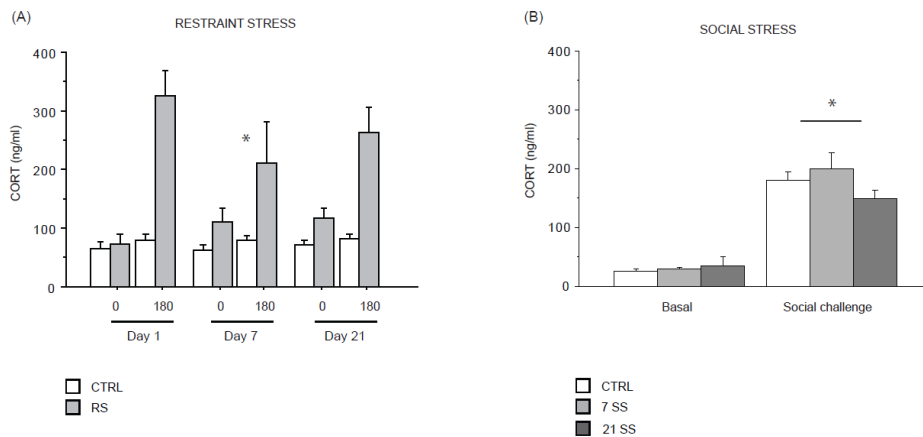 (A)
RESTRAINT STRESS
400
300
200
100
0
CORT (ng/ml)
*
0 180 0 180 0 180
Day 1 Day 7 Day 21
CTRL
RS
(B)
SOCIAL STRESS
400
300
200
100
0
CORT (ng/ml)
*
Basal Social challenge
CTRL
7 SS
21 SS